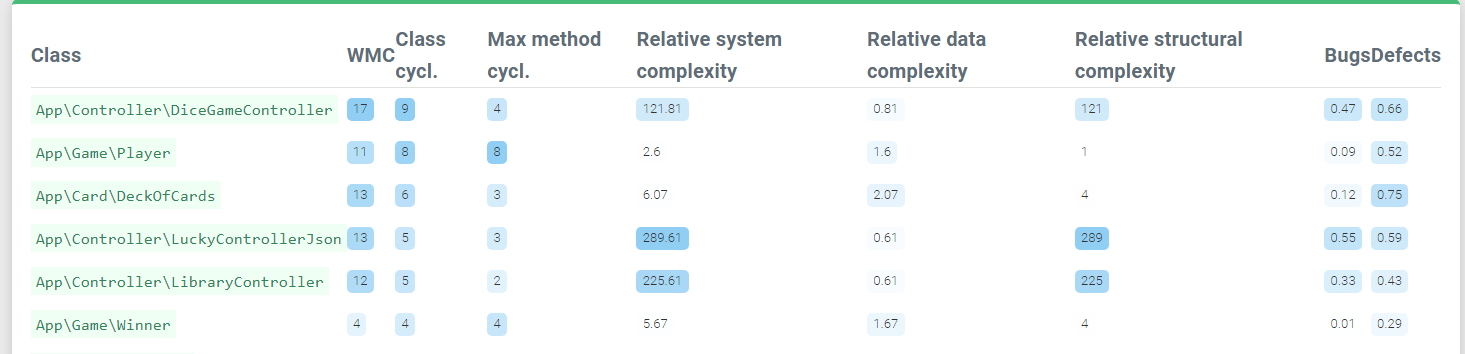 Class WMC Class cycl. Max method cycl. Relative system complexity Relative data complexity Relative structural complexity Bugs Defects
App\Controller\DiceGameController 17 9 4 121.81 0.81 121 0.47 0.66
App\Game\Player 11 8 8 2.6 1.6 1 0.09 0.52
App\Card\DeckOfCards 13 6 3 6.07 2.07 4 0.12 0.75
App\Controller\LuckyControllerJson 13 5 3 289.61 0.61 289 0.55 0.59
App\Controller\LibraryController 12 5 2 225.61 0.61 225 0.33 0.43
App\Game\Winner 4 4 4 5.67 1.67 4 0.01 0.29